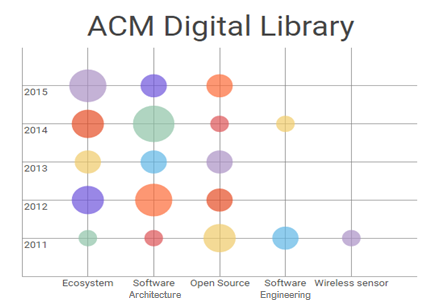 ACM Digital Library
2015
2014
2013
2012
2011
Ecosystem Software Open Source Software Wireless sensor
Architecture Engineering